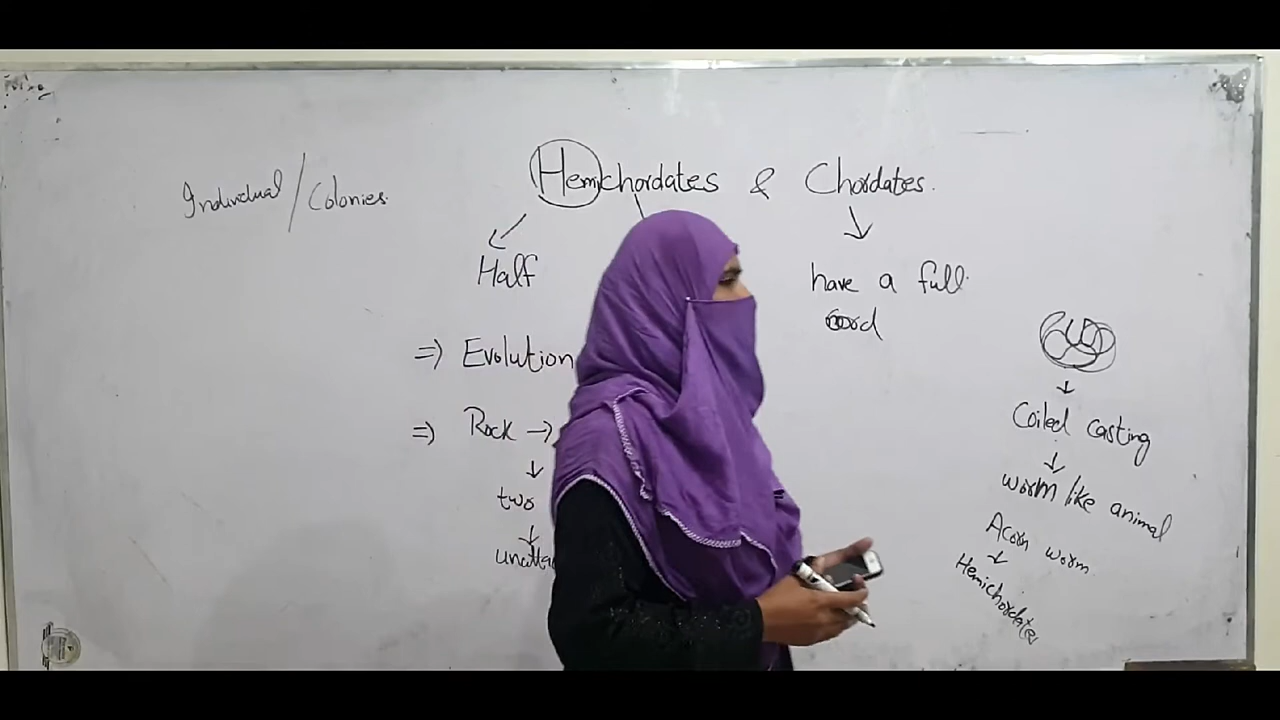 Individual / Colonies.
Hemichordates & Chordates.
Half
have a full
cord
⇒) Evolution
⇒) Rock →
two
Coiled casting
worm like animal
Acorn worm
Hemichordates